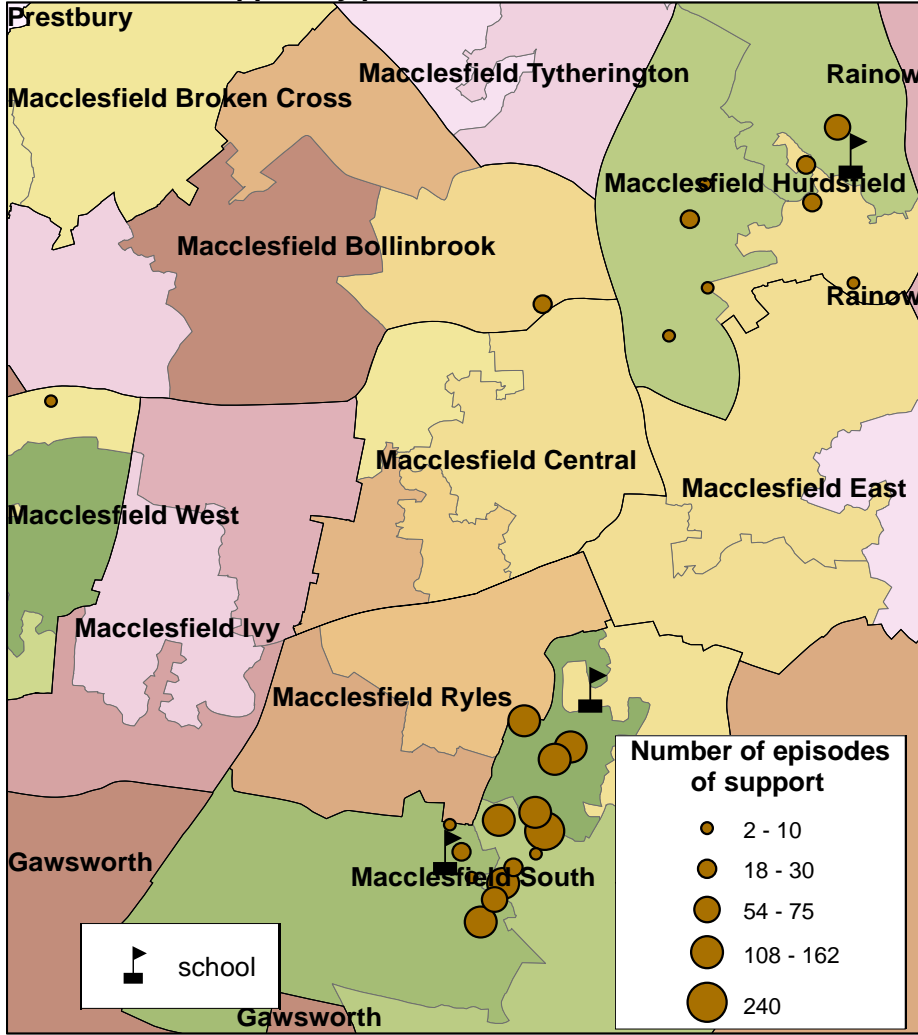 Prestbury
Macclesfield Tytherington
Rainow
Macclesfield Broken Cross
Macclesfield Hurdsfield
Macclesfield Bollinbrook
Rainow
Macclesfield Central
Macclesfield East
Macclesfield West
Macclesfield Ivy
Macclesfield Ryles
Number of episodes
of support
2 - 10
18 - 30
54 - 75
108 - 162
240
Gawsworth
Macclesfield South
school
Gawsworth